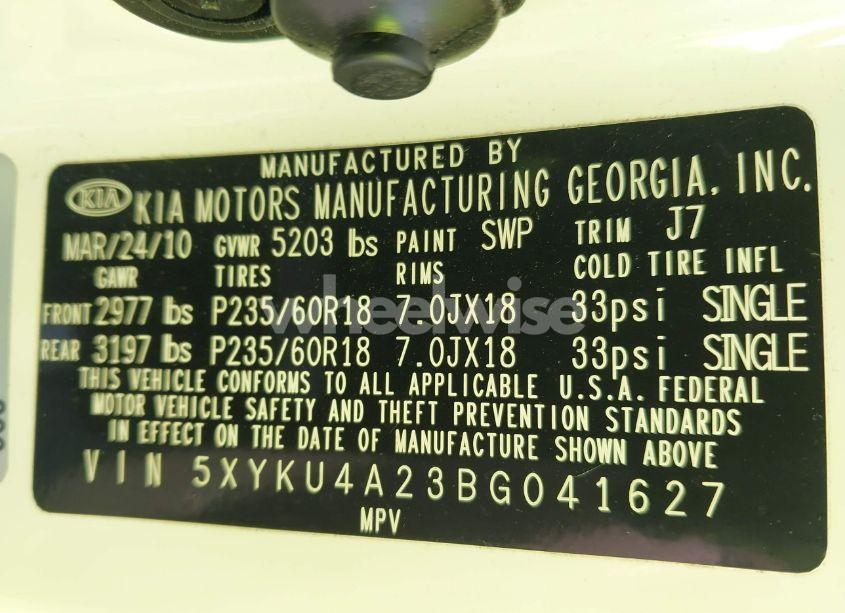 MANUFACTURED BY
KIA KIA MOTORS MANUFACTURING GEORGIA, INC.
MAR/24/10 GVWR 5203 lbs PAINT SWP TRIM J7
GAWR TIRES RIMS COLD TIRE INFL
FRONT 2977 lbs P235/60R18 7.0JX18 33psi SINGLE
wheelwise
REAR 3197 lbs P235/60R18 7.0JX18 33psi SINGLE
THIS VEHICLE CONFORMS TO ALL APPLICABLE U.S.A. FEDERAL
MOTOR VEHICLE SAFETY AND THEFT PREVENTION STANDARDS
IN EFFECT ON THE DATE OF MANUFACTURE SHOWN ABOVE
VIN 5XYKU4A23BG041627
MPV